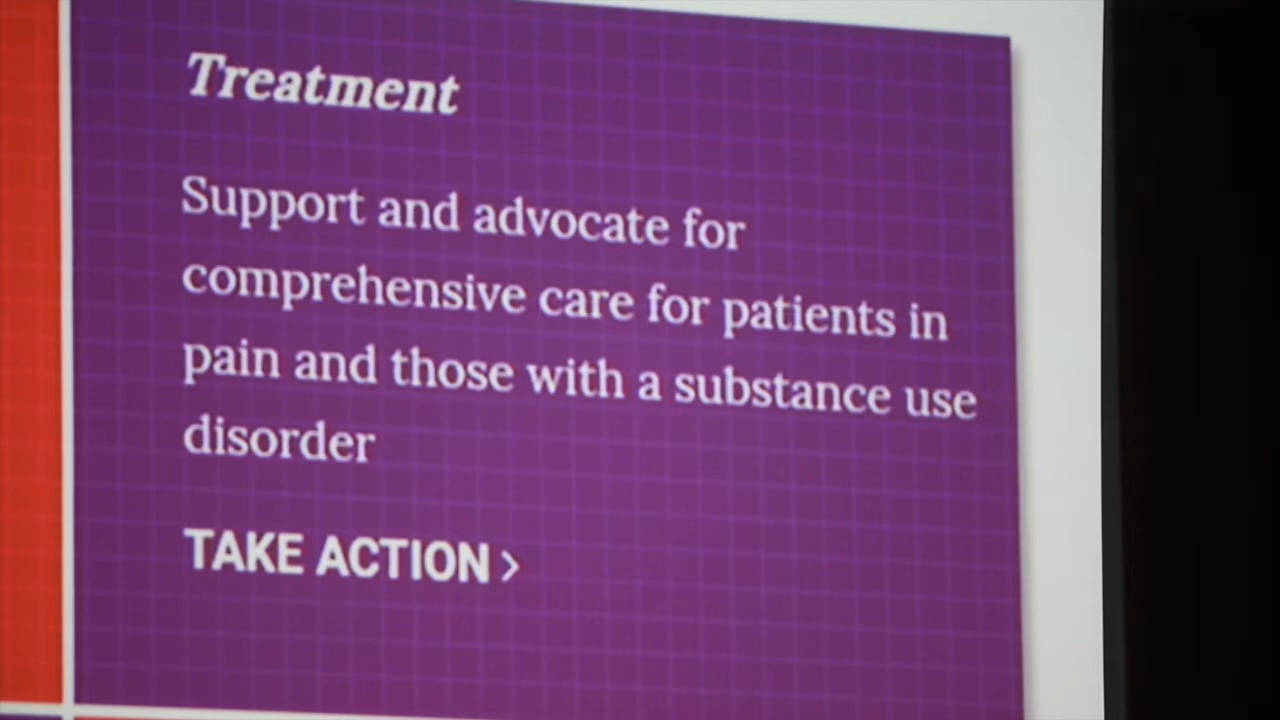 Treatment
Support and advocate for
comprehensive care for patients in
pain and those with a substance use
disorder
TAKE ACTION >